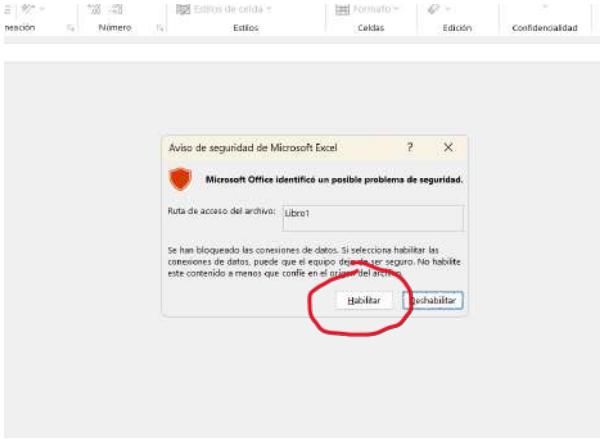 Estilos de celda
Formato
neación
Número
Estilos
Celdas
Edición
Confidencialidad
Aviso de seguridad de Microsoft Excel
?
Microsoft Office identificó un posible problema de seguridad.
Ruta de acceso del archivo:
Libro1
Se han bloqueado las conexiones de datos. Si selecciona habilitar las
conexiones de datos, puede que el equipo deje de ser seguro. No habilite
este contenido a menos que confíe en el origen del archivo.
Habilitar
Deshabilitar